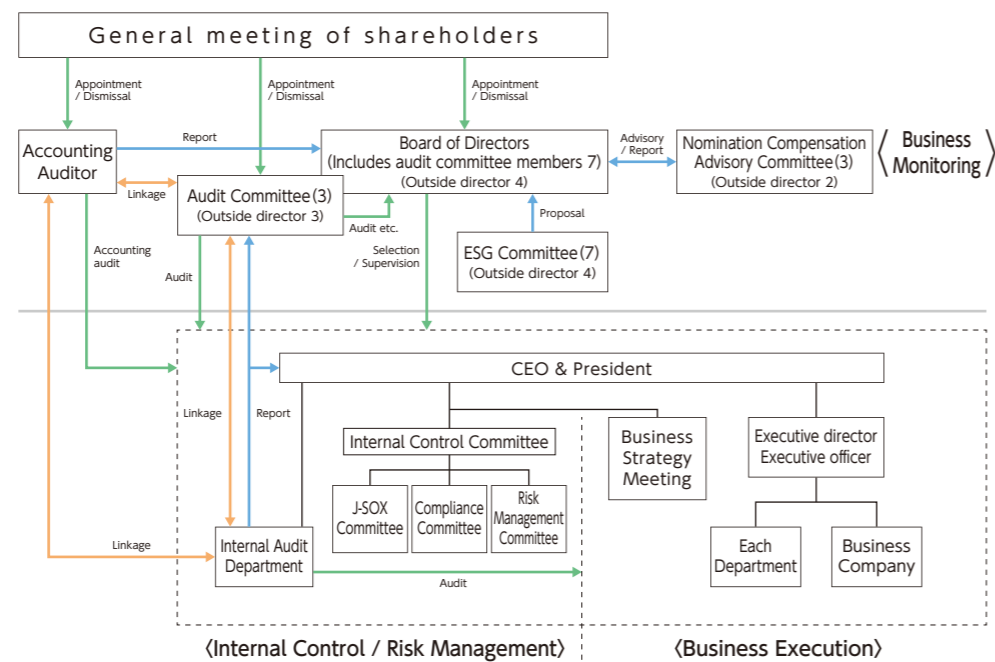 General meeting of shareholders
Appointment
/ Dismissal
Appointment
/ Dismissal
Appointment
/ Dismissal
Accounting
Auditor
Report
Board of Directors
(Includes audit committee members 7)
(Outside director 4)
Advisory
/ Report
Nomination Compensation
Advisory Committee(3)
(Outside director 2)
〈Business
Monitoring〉
Linkage
Audit Committee(3)
(Outside director 3)
Audit etc.
Proposal
Accounting
audit
Audit
Selection
/ Supervision
ESG Committee(7)
(Outside director 4)
CEO & President
Linkage
Report
Internal Control Committee
Business
Strategy
Meeting
Executive director
Executive officer
J-SOX
Committee
Compliance
Committee
Risk
Management
Committee
Linkage
Internal Audit
Department
Audit
Each
Department
Business
Company
〈Internal Control / Risk Management〉
〈Business Execution〉